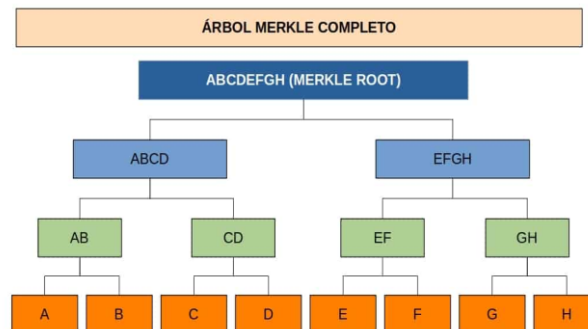 ÁRBOL MERKLE COMPLETO
ABCDEFGH (MERKLE ROOT)
ABCD
EFGH
AB
CD
EF
GH
A
B
C
D
E
F
G
H